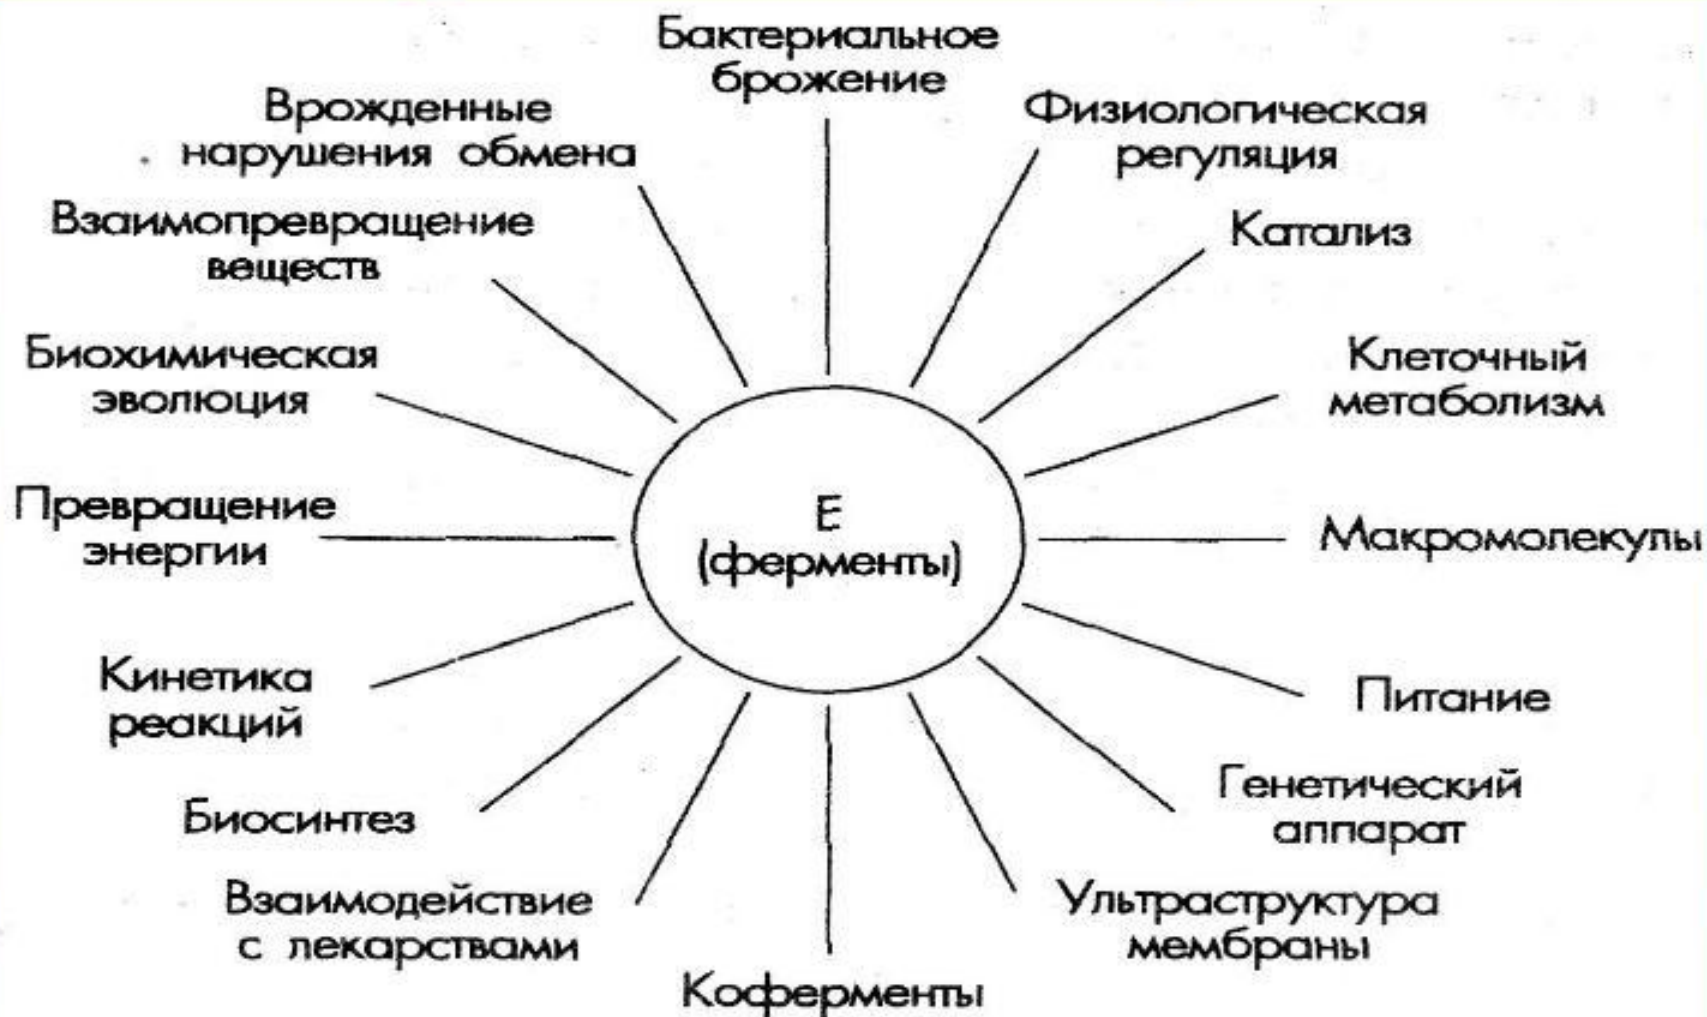 Бактериальное
брожение
Врожденные
нарушения обмена
Физиологическая
регуляция
Взаимопревращение
веществ
Катализ
Биохимическая
эволюция
Клеточный
метаболизм
Превращение
энергии
Е
(ферменты)
Макромолекулы
Кинетика
реакций
Питание
Биосинтез
Генетический
аппарат
Взаимодействие
с лекарствами
Ультраструктура
мембраны
Коферменты